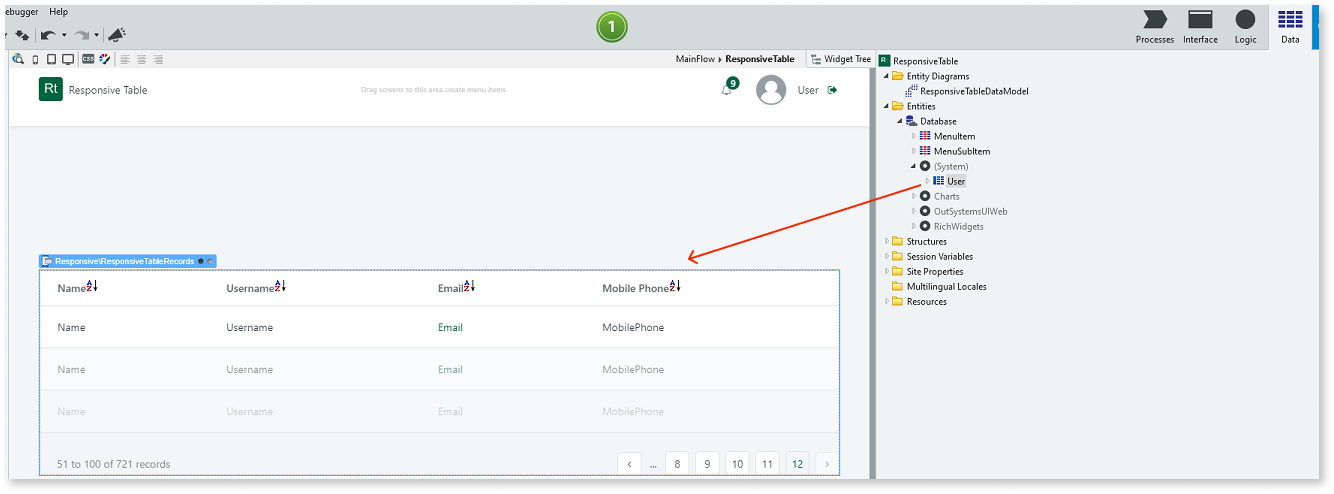 ebugger Help
1
Processes Interface Logic Data
CSS
MainFlow ResponsiveTable Widget Tree
Rt Responsive Table
Drag screens to this area create menu items
9
User
Responsive\ResponsiveTableRecords
Name Username Email Mobile Phone
Name Username Email MobilePhone
Name Username Email MobilePhone
Name Username Email MobilePhone
51 to 100 of 721 records
< ... 8 9 10 11 12 >
R ResponsiveTable
Entity Diagrams
ResponsiveTableDataModel
Entities
Database
MenuItem
MenuSubItem
(System)
User
Charts
OutSystemsUIWeb
RichWidgets
Structures
Session Variables
Site Properties
Multilingual Locales
Resources